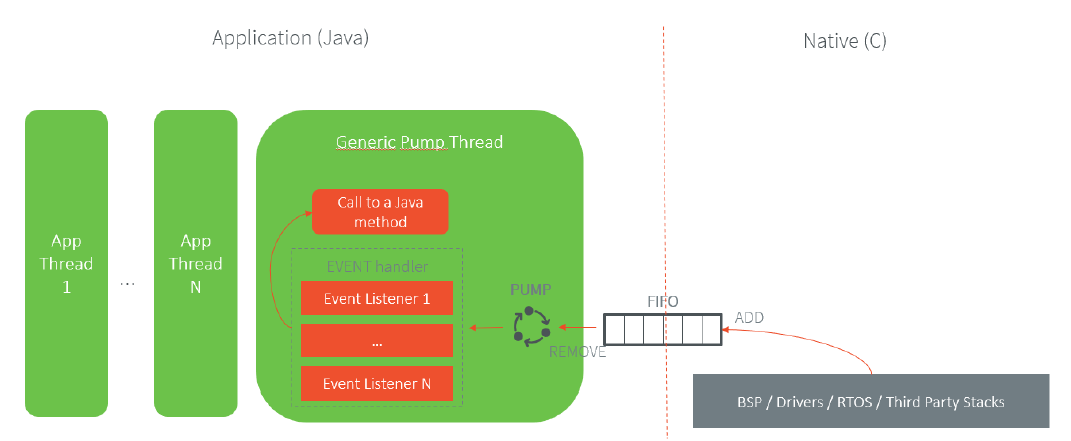 Application (Java)
Native (C)
Generic Pump Thread
Call to a Java
method
App
Thread
1
...
App
Thread
N
EVENT handler
Event Listener 1
...
Event Listener N
PUMP
REMOVE
FIFO
ADD
BSP / Drivers / RTOS / Third Party Stacks